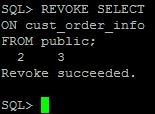 SQL> REVOKE SELECT
ON cust_order_info
FROM public;
  2    3
Revoke succeeded.
SQL>